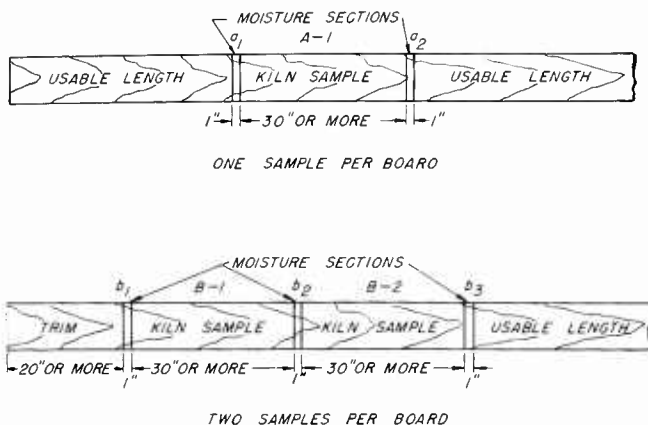 MOISTURE SECTIONS
a1 A-1 a2
USABLE LENGTH KILN SAMPLE USABLE LENGTH
1" 30" OR MORE 1"
ONE SAMPLE PER BOARD
MOISTURE SECTIONS
b1 B-1 b2 B-2 b3
TRIM KILN SAMPLE KILN SAMPLE USABLE LENGTH
20" OR MORE 1" 30" OR MORE 1" 30" OR MORE 1"
TWO SAMPLES PER BOARD